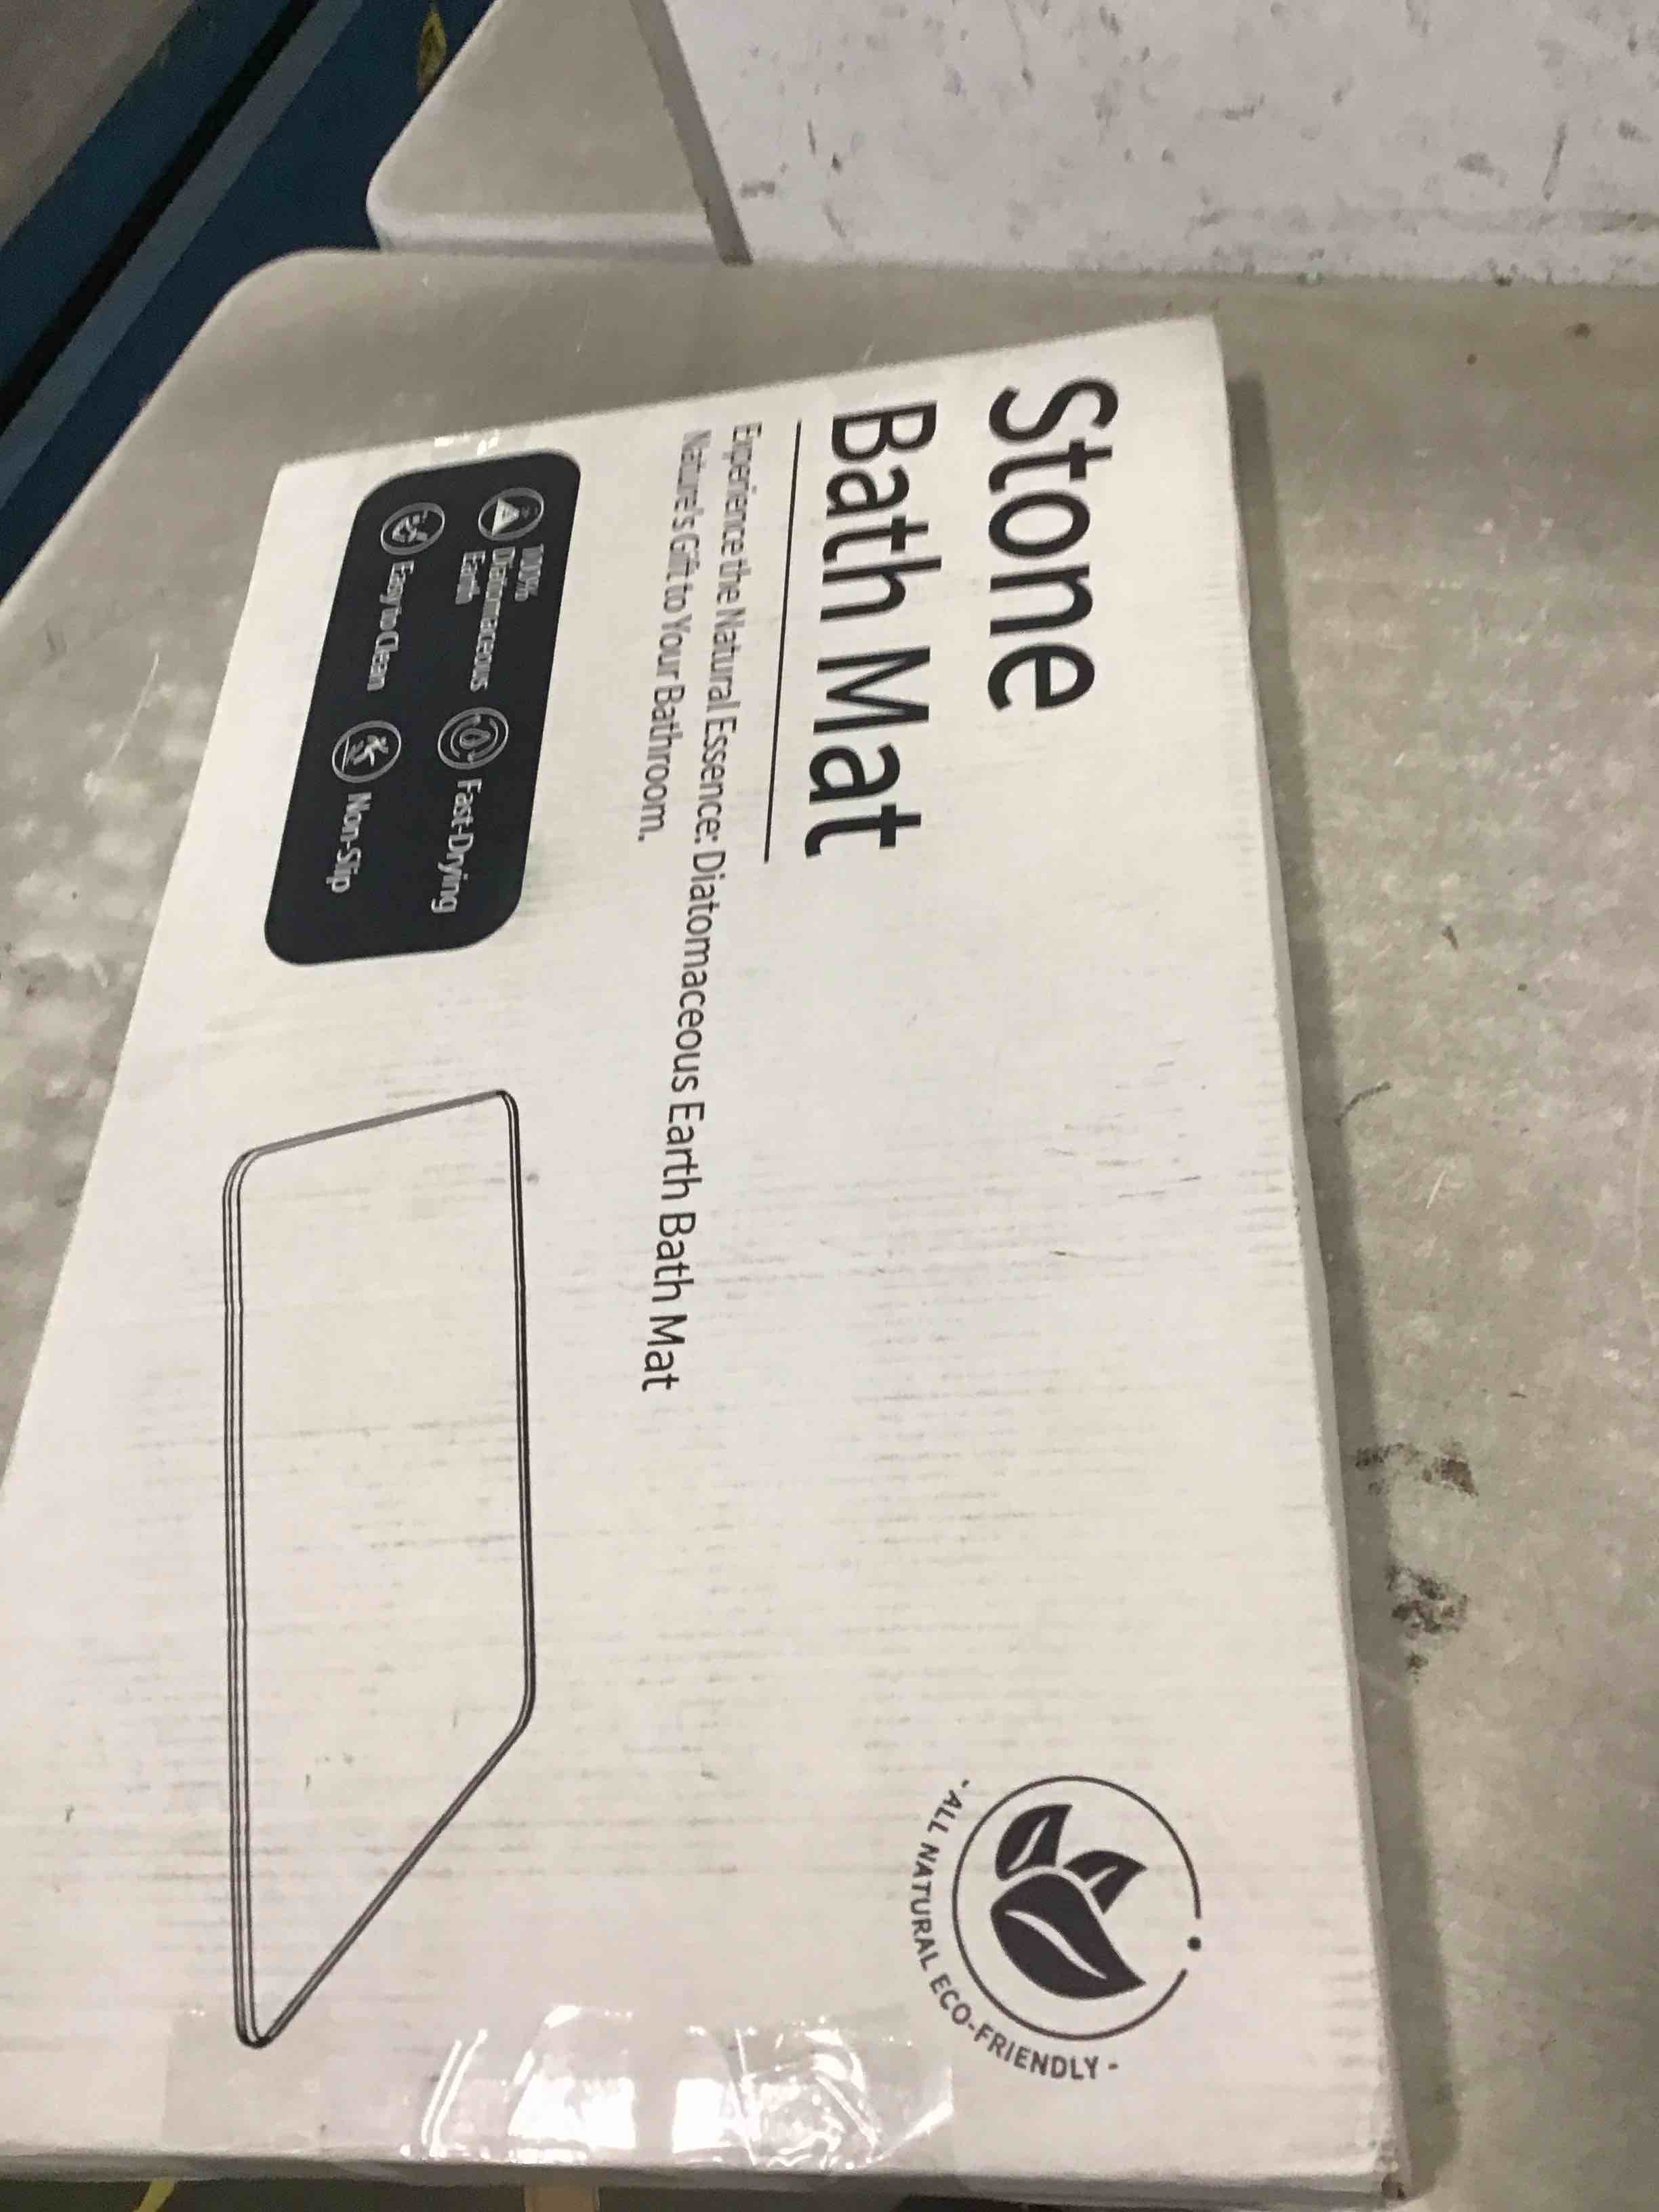 Stone
Bath Mat
Experience the Natural Essence: Diatomaceous Earth Bath Mat
Nature's Gift to Your Bathroom.
100%
Diatomaceous
Earth
Fast-Drying
Easy to Clean
Non-Slip
· ALL NATURAL ECO-FRIENDLY ·